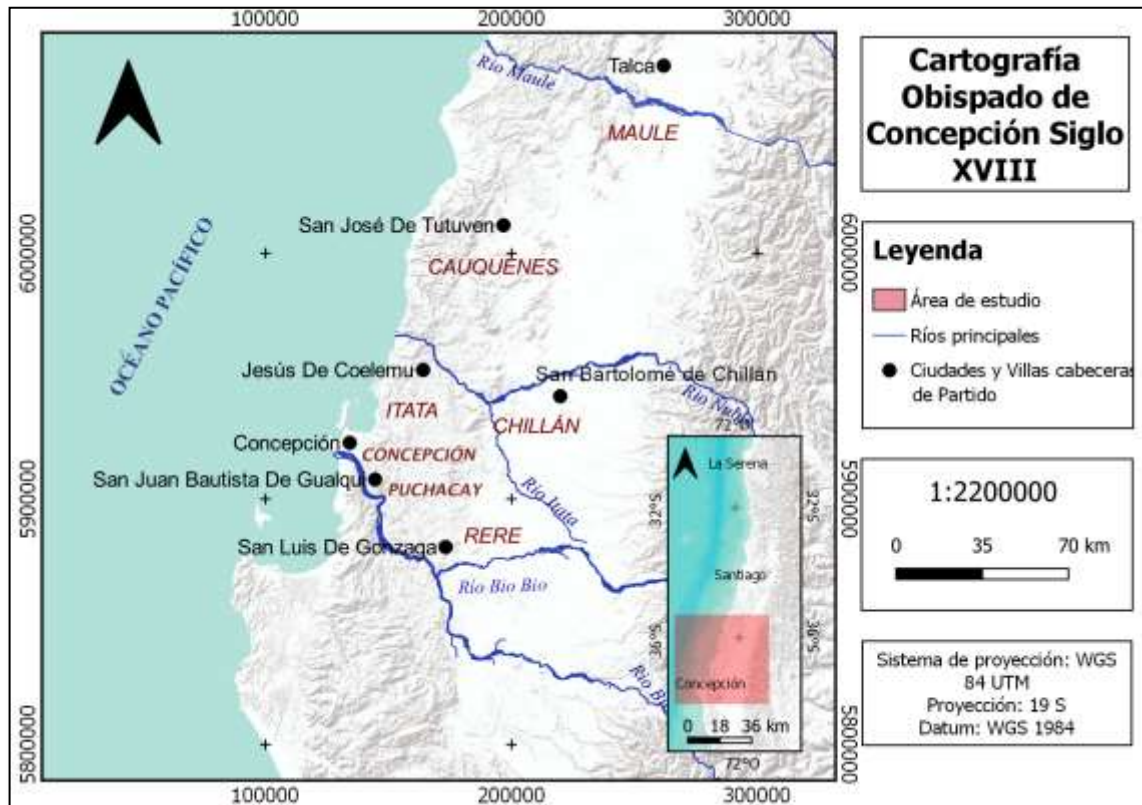 100000 200000 300000
Río Maule
Talca
MAULE
6000000
San José De Tutuven
CAUQUENES
OCÉANO PACÍFICO
Jesús De Coelemu
San Bartolomé de Chillán
ITATA
CHILLÁN
Río Ñuble
Concepción
CONCEPCIÓN
San Juan Bautista De Gualqui
PUCHACAY
5900000
Río Itata
San Luis De Gonzaga
RERE
Río Bio Bio
Río Bi
5800000
100000 200000 300000
72°O
La Serena
32°S
32°S
Santiago
36°S
36°S
Concepción
0 18 36 km
72°O
6000000
5900000
5800000
Cartografía
Obispado de
Concepción Siglo
XVIII
Leyenda
Área de estudio
Ríos principales
Ciudades y Villas cabeceras
de Partido
1:2200000
0 35 70 km
Sistema de proyección: WGS
84 UTM
Proyección: 19 S
Datum: WGS 1984